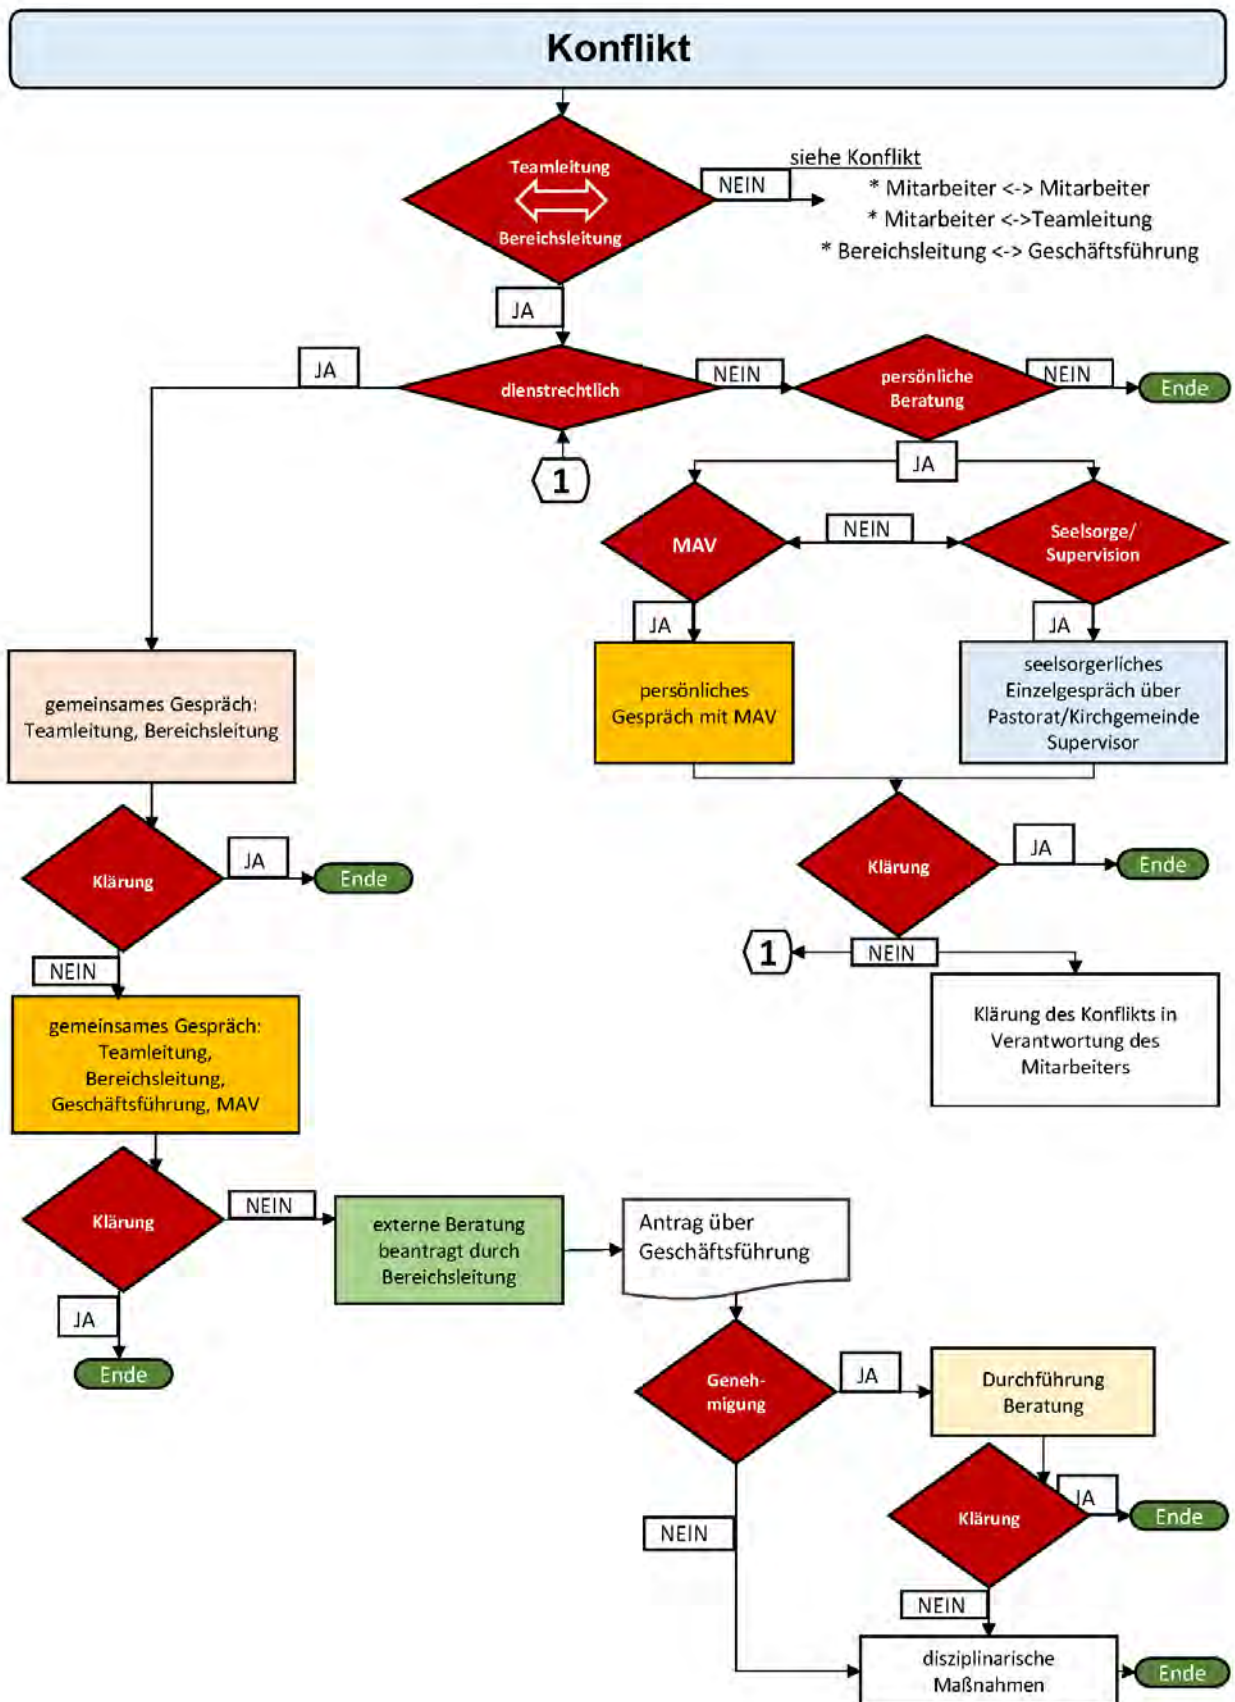 Konflikt
Teamleitung
Bereichsleitung
NEIN
siehe Konflikt
* Mitarbeiter <-> Mitarbeiter
* Mitarbeiter <->Teamleitung
* Bereichsleitung <-> Geschäftsführung
JA
JA
dienstrechtlich
NEIN
persönliche
Beratung
NEIN
Ende
1
JA
MAV
NEIN
Seelsorge/
Supervision
JA
JA
gemeinsames Gespräch:
Teamleitung, Bereichsleitung
persönliches
Gespräch mit MAV
seelsorgerliches
Einzelgespräch über
Pastorat/Kirchgemeinde
Supervisor
Klärung
JA
Ende
Klärung
JA
Ende
NEIN
1
NEIN
gemeinsames Gespräch:
Teamleitung,
Bereichsleitung,
Geschäftsführung, MAV
Klärung des Konflikts in
Verantwortung des
Mitarbeiters
Klärung
NEIN
externe Beratung
beantragt durch
Bereichsleitung
Antrag über
Geschäftsführung
JA
Ende
Geneh-
migung
JA
Durchführung
Beratung
NEIN
Klärung
JA
Ende
NEIN
disziplinarische
Maßnahmen
Ende